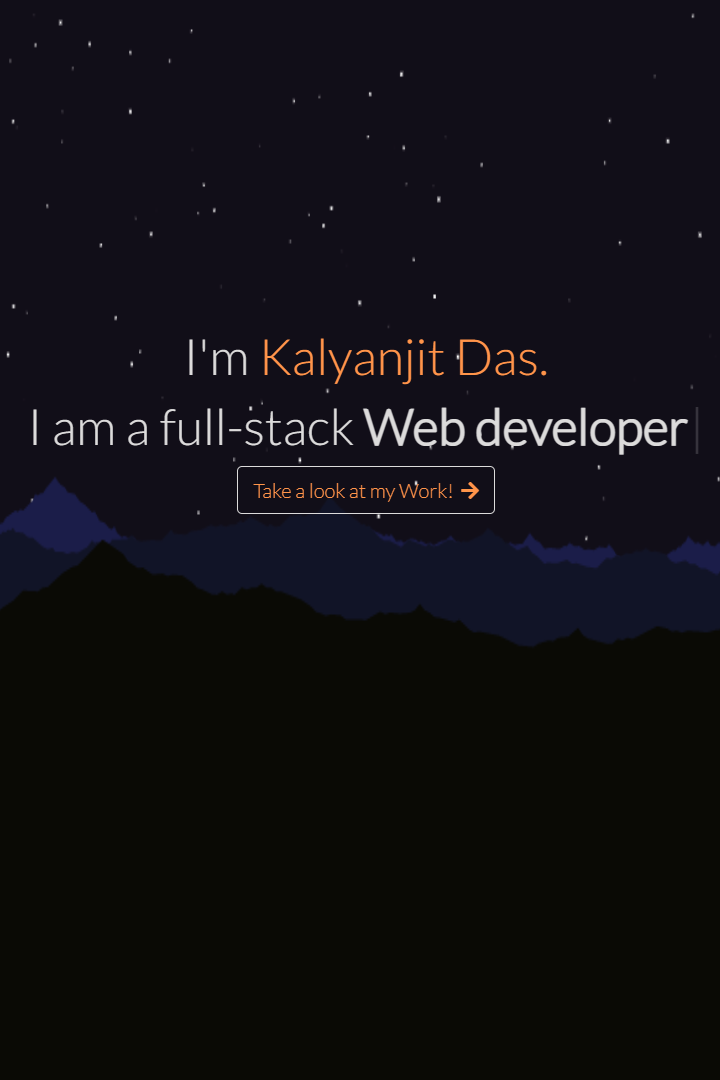 I'm Kalyanjit Das.
I am a full-stack Web developer
Take a look at my Work!